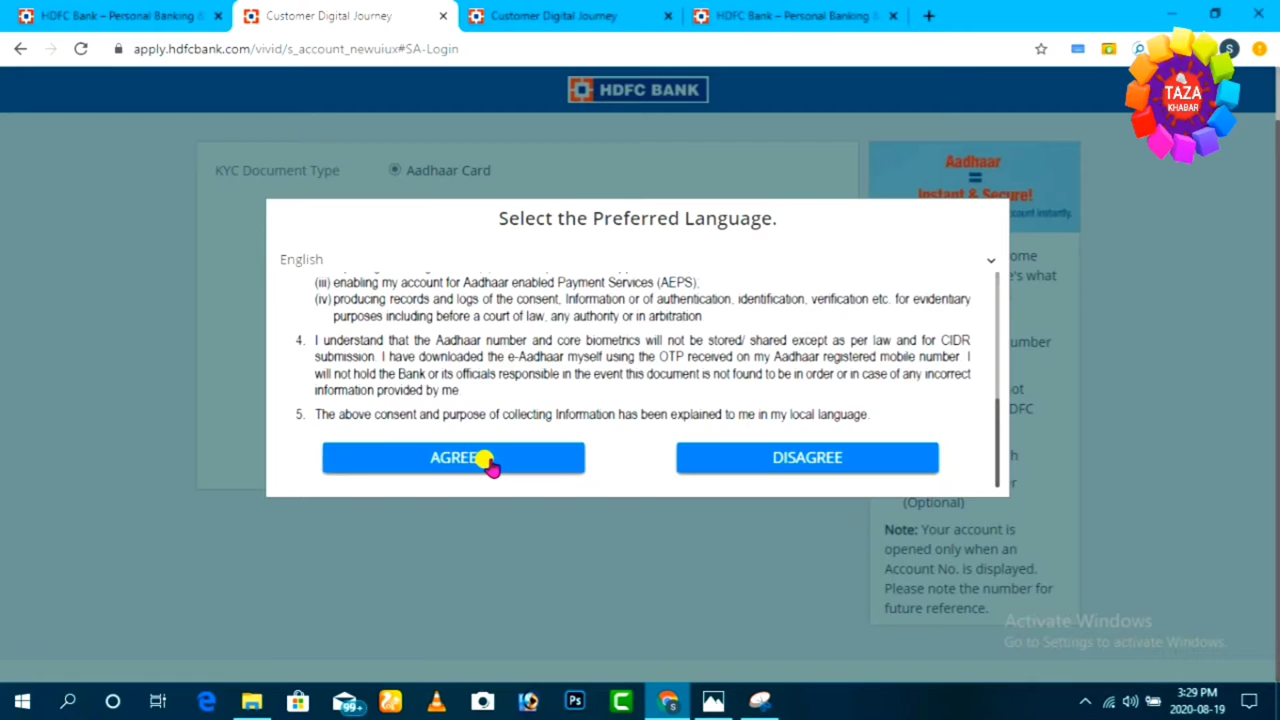 HDFC Bank – Personal Banking &
Customer Digital Journey
Customer Digital Journey
HDFC Bank – Personal Banking &
apply.hdfcbank.com/vivid/s_account_newuiux#SA-Login
S
TAZA
KHABAR
HDFC BANK
KYC Document Type
Aadhaar Card
Aadhaar
=
Instant & Secure!
count instantly.
Select the Preferred Language.
English
(iii) enabling my account for Aadhaar enabled Payment Services (AEPS);
(iv) producing records and logs of the consent, Information or of authentication, identification, verification etc. for evidentiary
purposes including before a court of law, any authority or in arbitration
4. I understand that the Aadhaar number and core biometrics will not be stored/ shared except as per law and for CIDR
submission. I have downloaded the e-Aadhaar myself using the OTP received on my Aadhaar registered mobile number. I
will not hold the Bank or its officials responsible in the event this document is not found to be in order or in case of any incorrect
information provided by me
5. The above consent and purpose of collecting Information has been explained to me in my local language.
AGREE
DISAGREE
ome
e's what
umber
ot
DFC
h
r
(Optional)
Note: Your account is
opened only when an
Account No. is displayed.
Please note the number for
future reference.
Activate Windows
Go to Settings to activate Windows.
99+
Ps
3:29 PM
2020-08-19